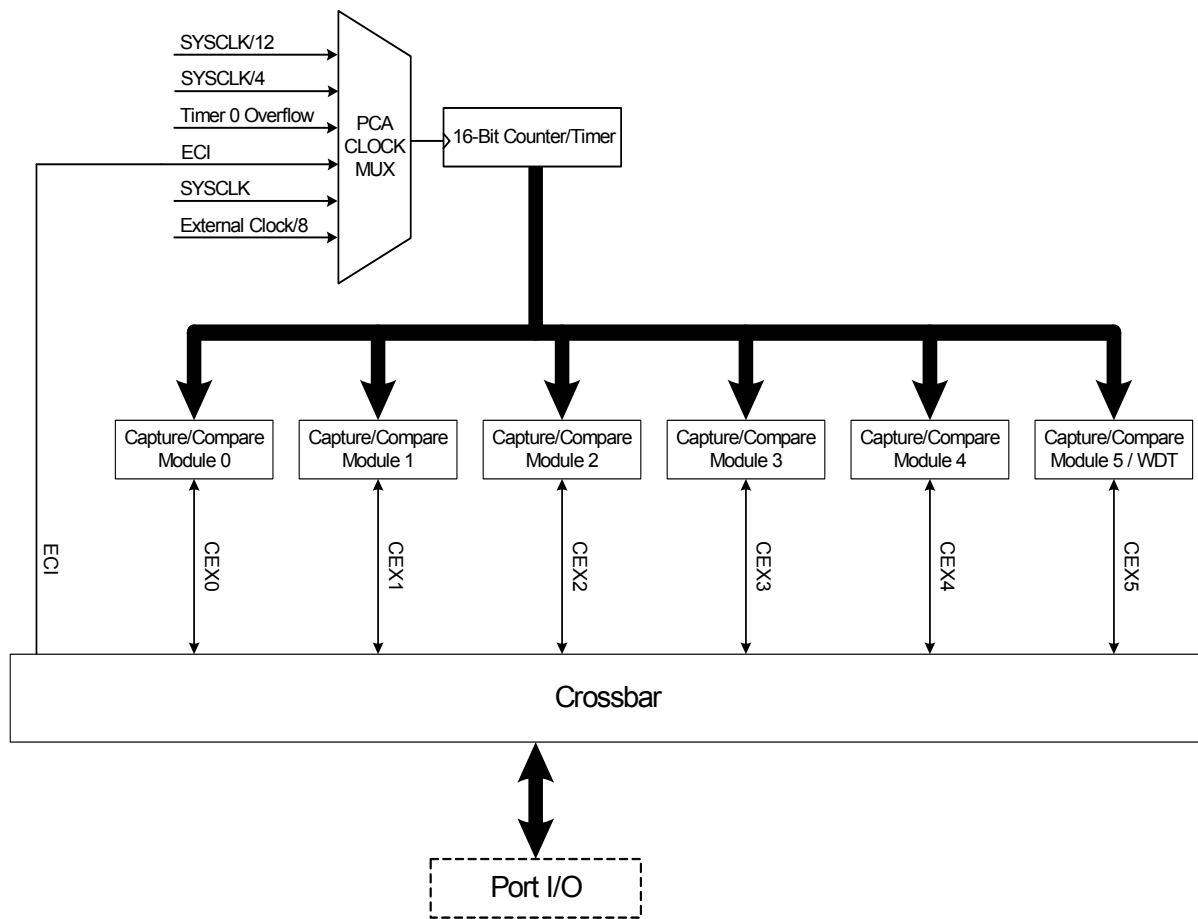 SYSCLK/12
SYSCLK/4
Timer 0 Overflow
ECI
SYSCLK
External Clock/8
PCA
CLOCK
MUX
16-Bit Counter/Timer
Capture/Compare
Module 0
Capture/Compare
Module 1
Capture/Compare
Module 2
Capture/Compare
Module 3
Capture/Compare
Module 4
Capture/Compare
Module 5 / WDT
ECI
CEX0
CEX1
CEX2
CEX3
CEX4
CEX5
Crossbar
Port I/O